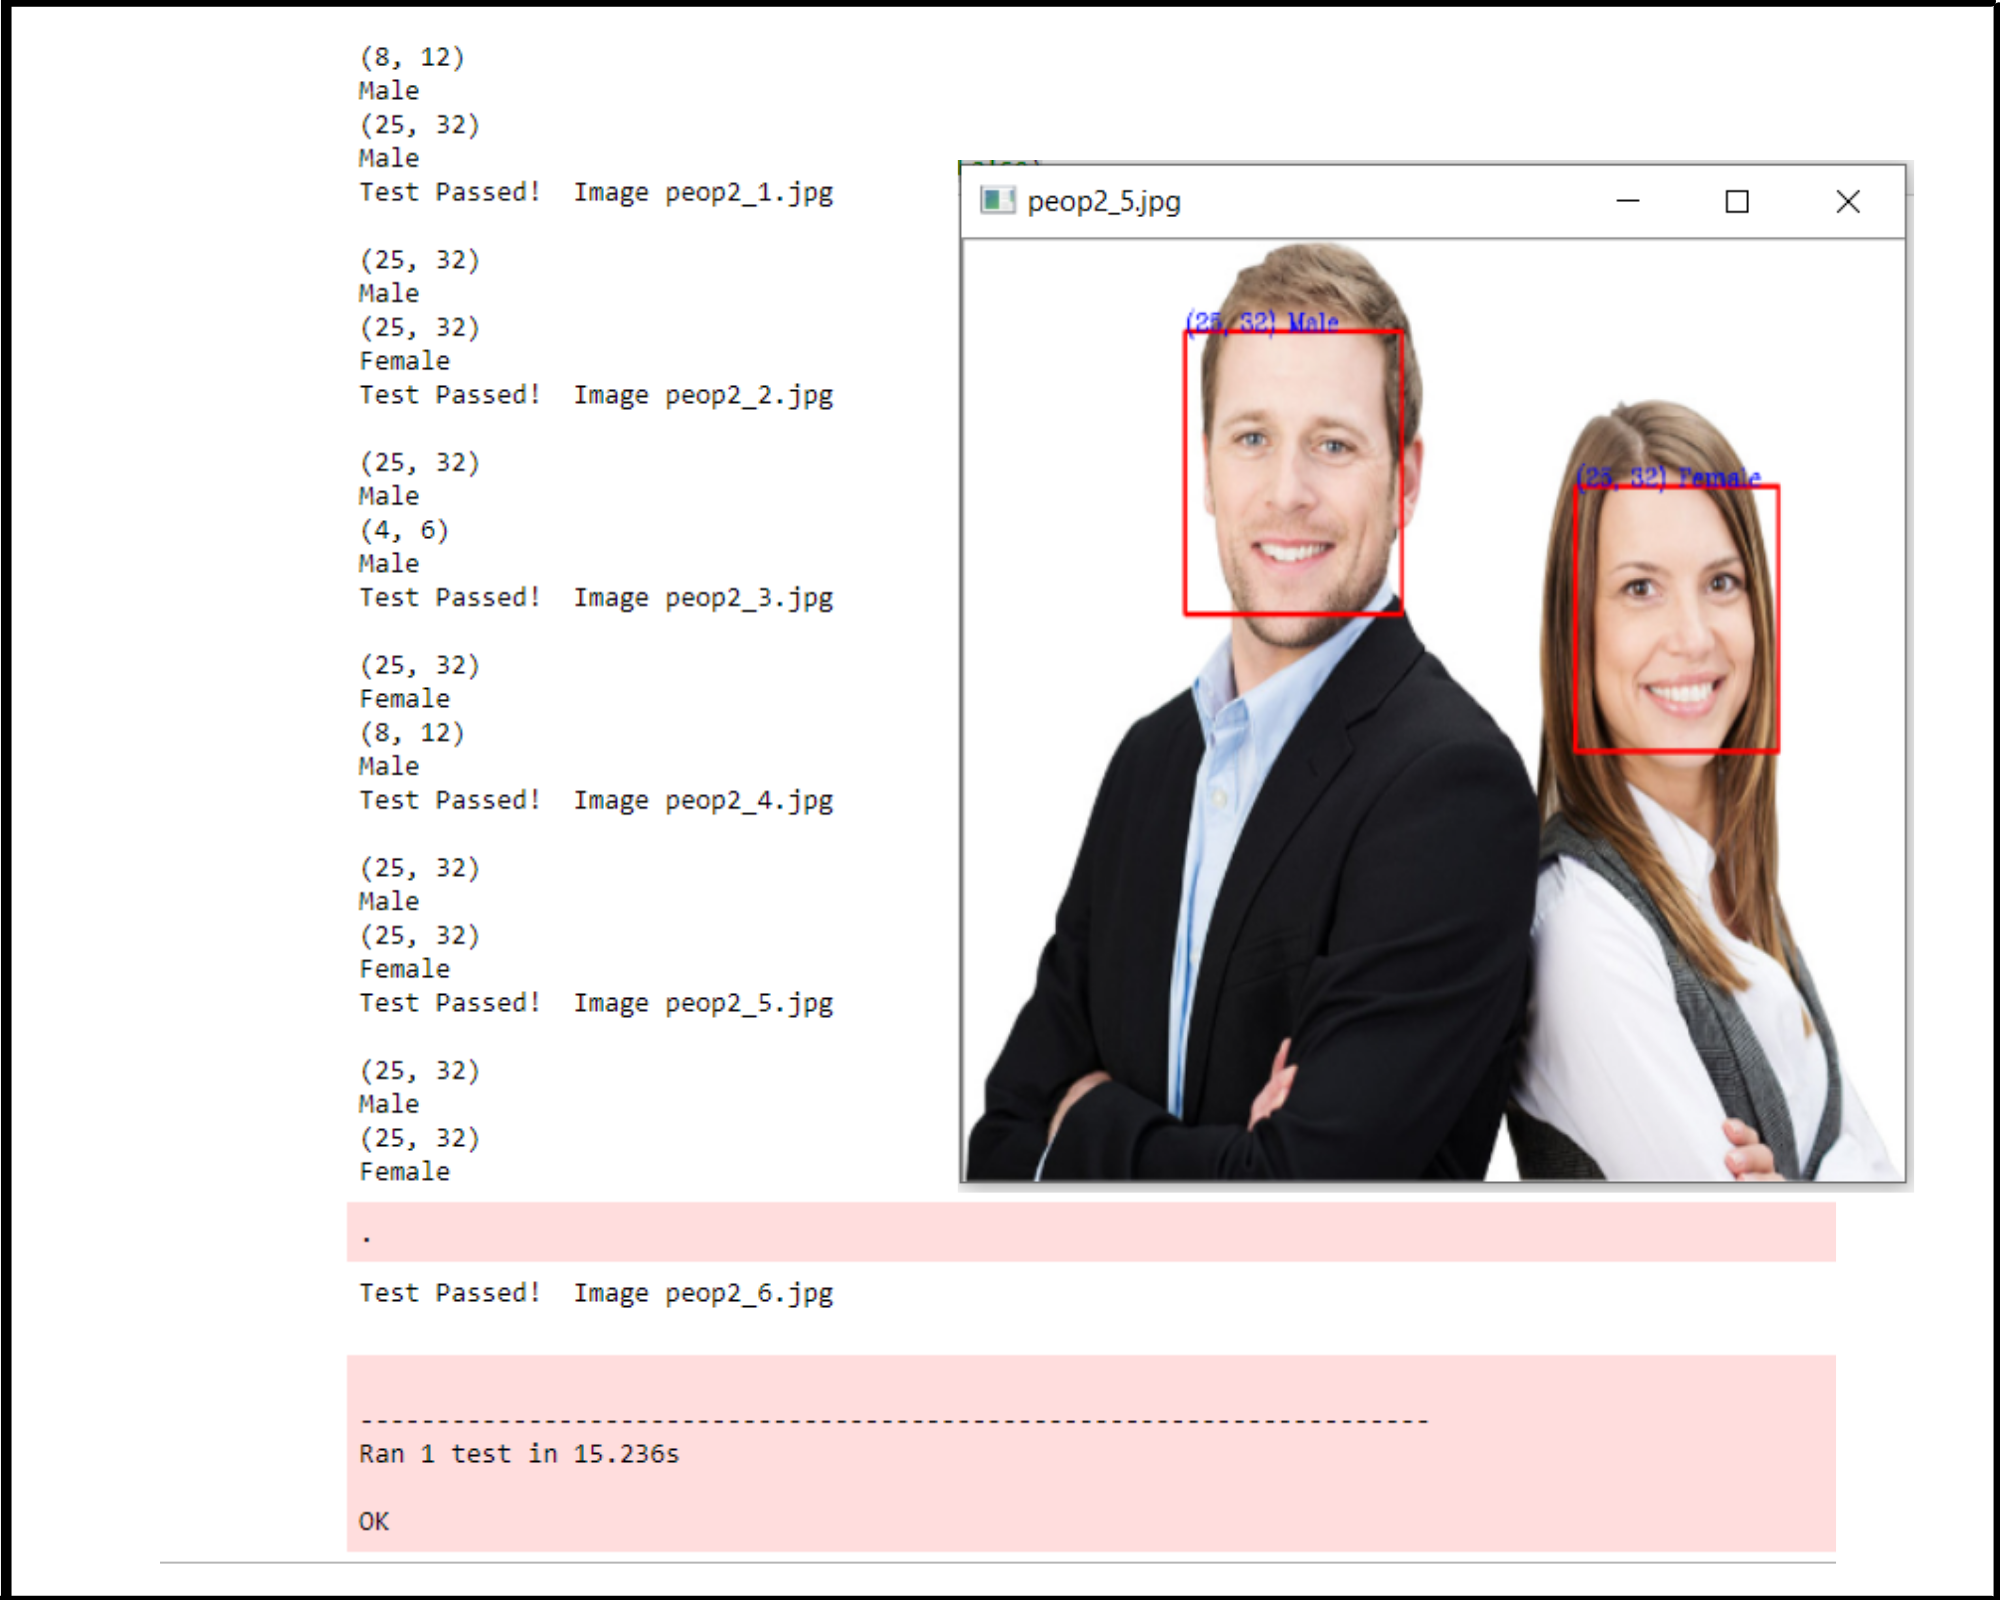 (8, 12)
Male
(25, 32)
Male
Test Passed!  Image peop2_1.jpg
(25, 32)
Male
(25, 32)
Female
Test Passed!  Image peop2_2.jpg
(25, 32)
Male
(4, 6)
Male
Test Passed!  Image peop2_3.jpg
(25, 32)
Female
(8, 12)
Male
Test Passed!  Image peop2_4.jpg
(25, 32)
Male
(25, 32)
Female
Test Passed!  Image peop2_5.jpg
(25, 32)
Male
(25, 32)
Female
.
Test Passed!  Image peop2_6.jpg
----------------------------------------------------------------------
Ran 1 test in 15.236s
OK
peop2_5.jpg
(25, 32) Male
(25, 32) Female